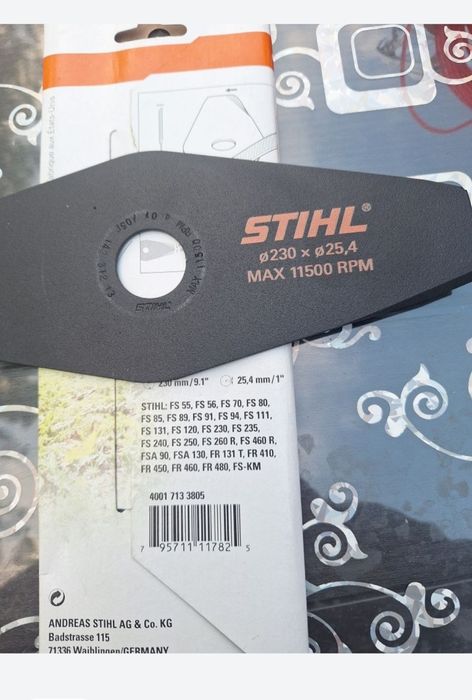 STIHL®
ø230 x ø25,4
MAX 11500 RPM
MAX 11500 RPM
STIHL
230 mm/9.1" 25,4 mm/1"
STIHL: FS 55, FS 56, FS 70, FS 80,
FS 85, FS 89, FS 91, FS 94, FS 111,
FS 131, FS 120, FS 230, FS 235,
FS 240, FS 250, FS 260 R, FS 460 R,
FSA 90, FSA 130, FR 131 T, FR 410,
FR 450, FR 460, FR 480, FS-KM
4001 713 3805
7 95711 11782 5
ANDREAS STIHL AG & Co. KG
Badstrasse 115
71336 Waiblingen/GERMANY